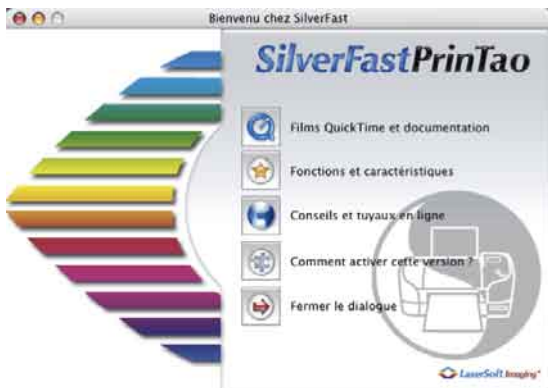 Bienvenu chez SilverFast
SilverFastPrinTao
Films QuickTime et documentation
Fonctions et caractéristiques
Conseils et tuyaux en ligne
Comment activer cette version ?
Fermer le dialogue
LaserSoft Imaging